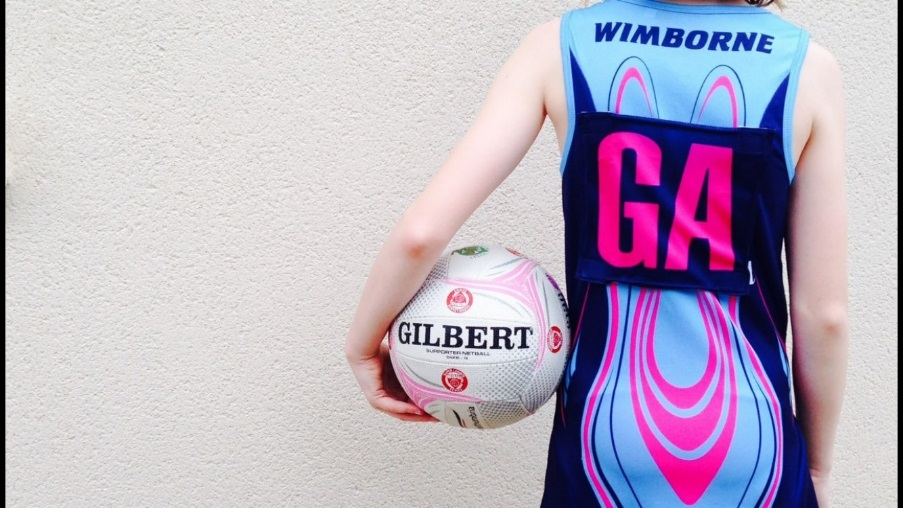 WIMBORNE
GA
GILBERT
SUPPORTER NETBALL